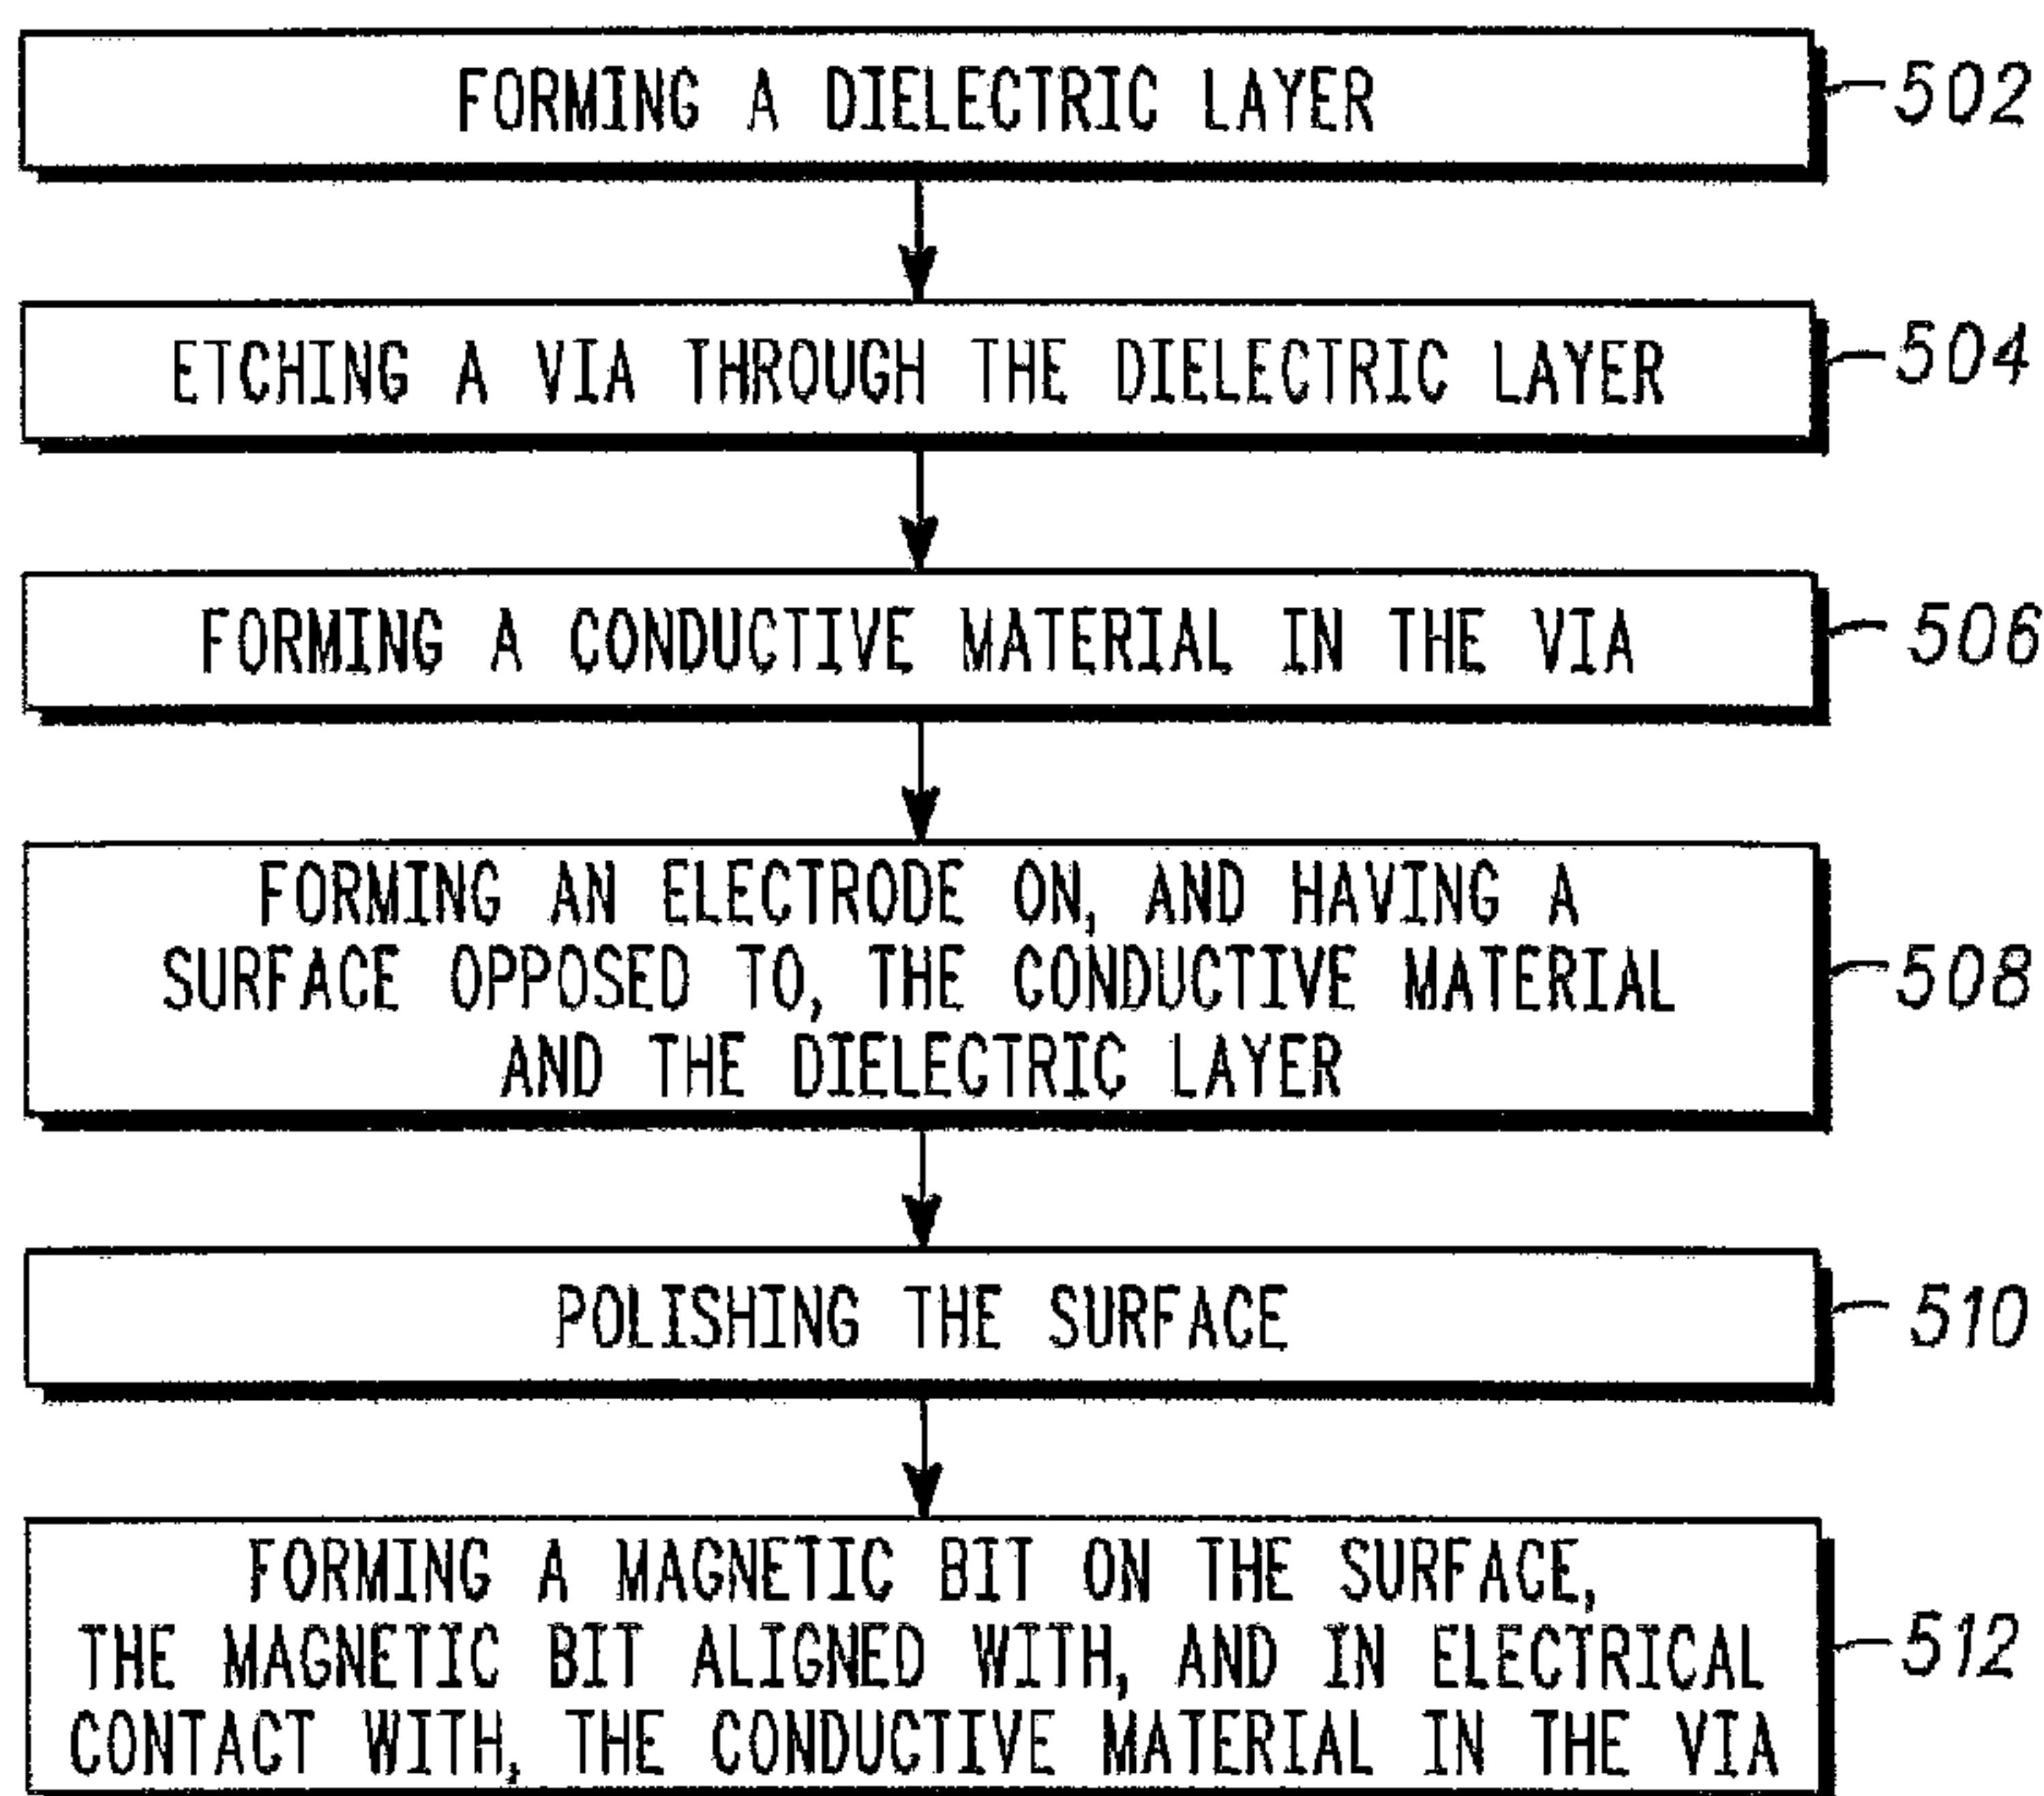 FORMING A DIELECTRIC LAYER
502
ETCHING A VIA THROUGH THE DIELECTRIC LAYER
504
FORMING A CONDUCTIVE MATERIAL IN THE VIA
506
FORMING AN ELECTRODE ON, AND HAVING A
SURFACE OPPOSED TO, THE CONDUCTIVE MATERIAL
AND THE DIELECTRIC LAYER
508
POLISHING THE SURFACE
510
FORMING A MAGNETIC BIT ON THE SURFACE,
THE MAGNETIC BIT ALIGNED WITH, AND IN ELECTRICAL
CONTACT WITH, THE CONDUCTIVE MATERIAL IN THE VIA
512